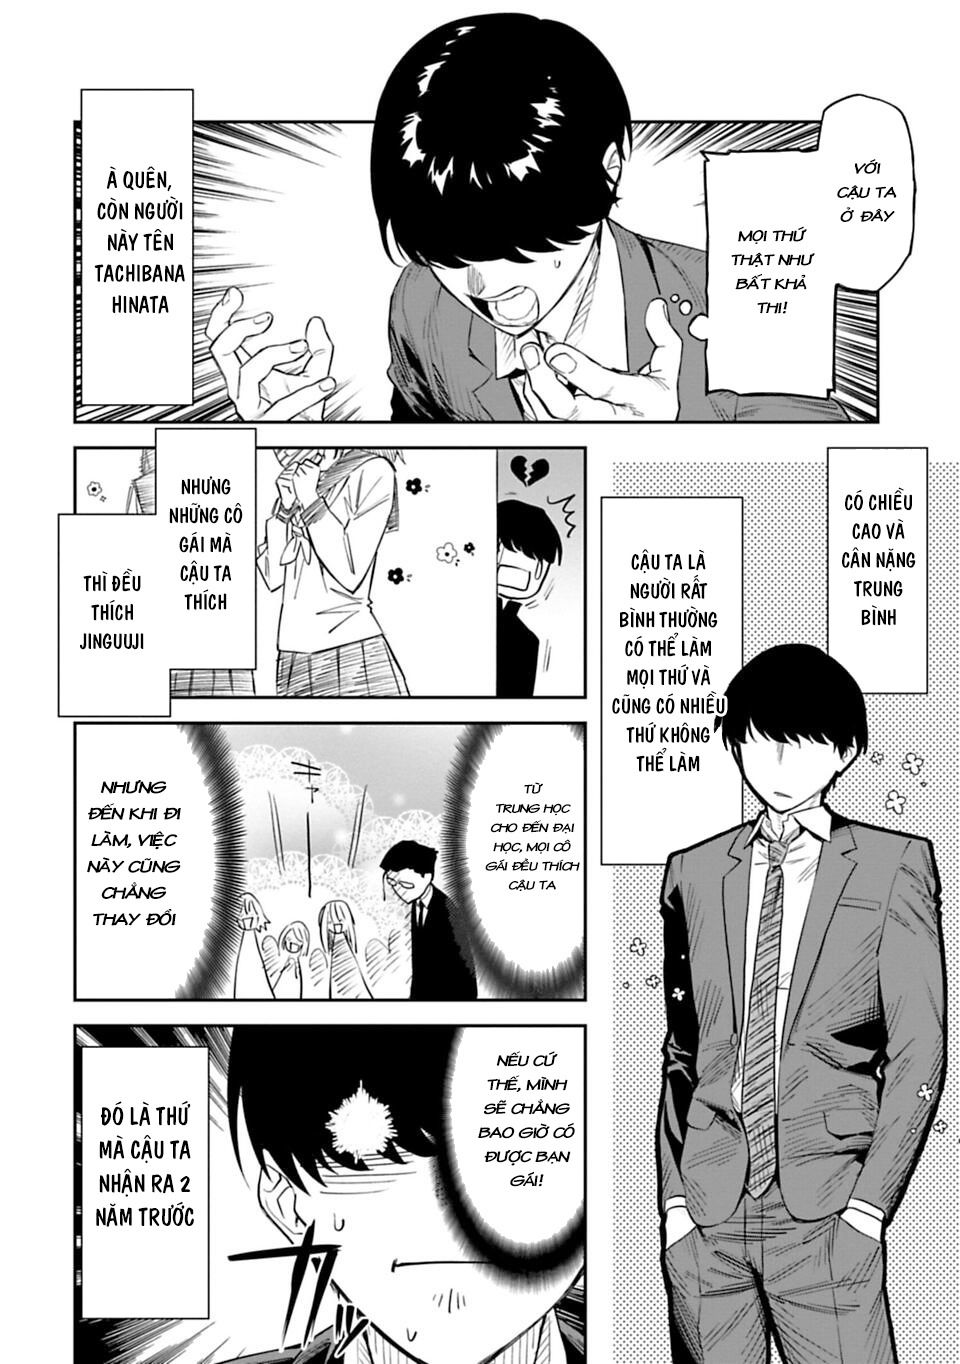 VỚI
CẬU TA
Ở ĐÂY
MỌI THỨ
THẬT NHƯ
BẤT KHẢ
THI!
À QUÊN,
CÒN NGƯỜI
NÀY TÊN
TACHIBANA
HINATA
CÓ CHIỀU
CAO VÀ
CÂN NẶNG
TRUNG
BÌNH
CẬU TA LÀ
NGƯỜI RẤT
BÌNH THƯỜNG
CÓ THỂ LÀM
MỌI THỨ VÀ
CŨNG CÓ NHIỀU
THỨ KHÔNG
THỂ LÀM
NHƯNG
NHỮNG CÔ
GÁI MÀ
CẬU TA
THÍCH
THÌ ĐỀU
THÍCH
JINGUUJI
TỪ
TRUNG HỌC
CHO ĐẾN ĐẠI
HỌC, MỌI CÔ
GÁI ĐỀU THÍCH
CẬU TA
キャー
NHƯNG
ĐẾN KHI ĐI
LÀM, VIỆC
NÀY CŨNG
CHẲNG
THAY ĐỔI
NẾU CỨ
THẾ, MÌNH
SẼ CHẲNG
BAO GIỜ CÓ
ĐƯỢC BẠN
GÁI!
ĐÓ LÀ THỨ
MÀ CẬU TA
NHẬN RA 2
NĂM TRƯỚC